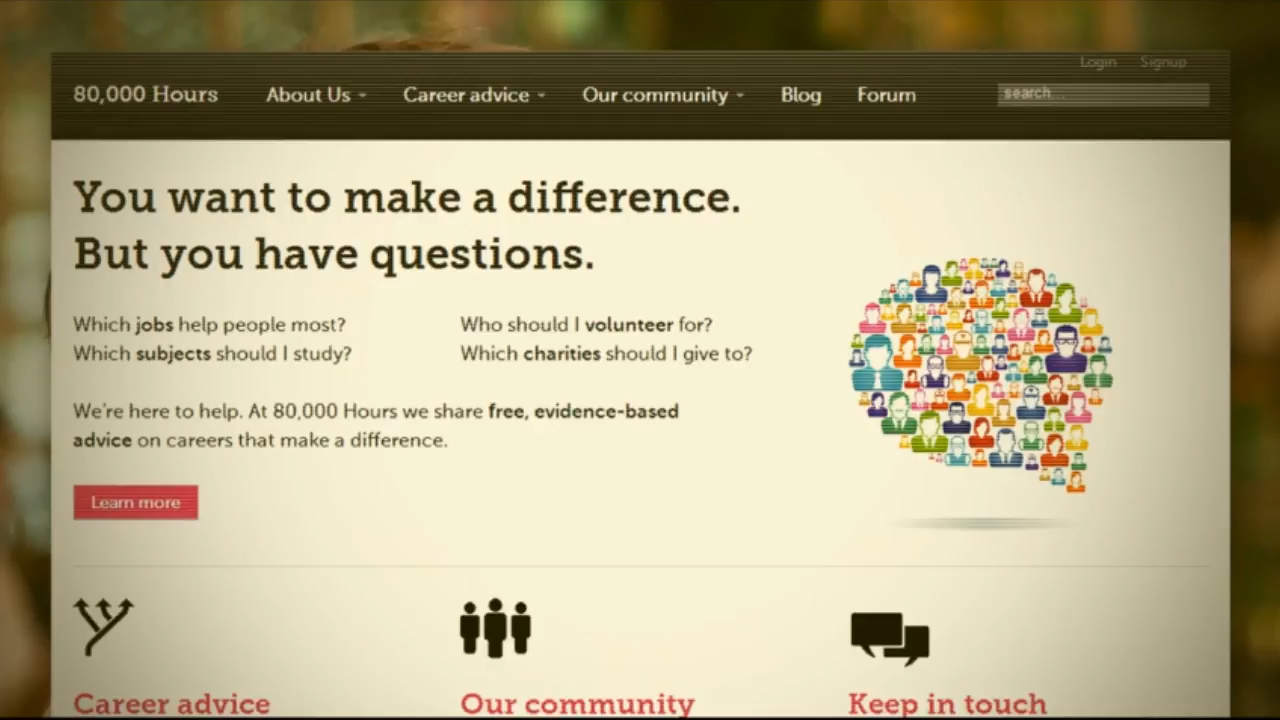 Login Signup
80,000 Hours About Us Career advice Our community Blog Forum search...
You want to make a difference.
But you have questions.
Which jobs help people most?
Which subjects should I study?
Who should I volunteer for?
Which charities should I give to?
We're here to help. At 80,000 Hours we share free, evidence-based
advice on careers that make a difference.
Learn more
Career advice Our community Keep in touch